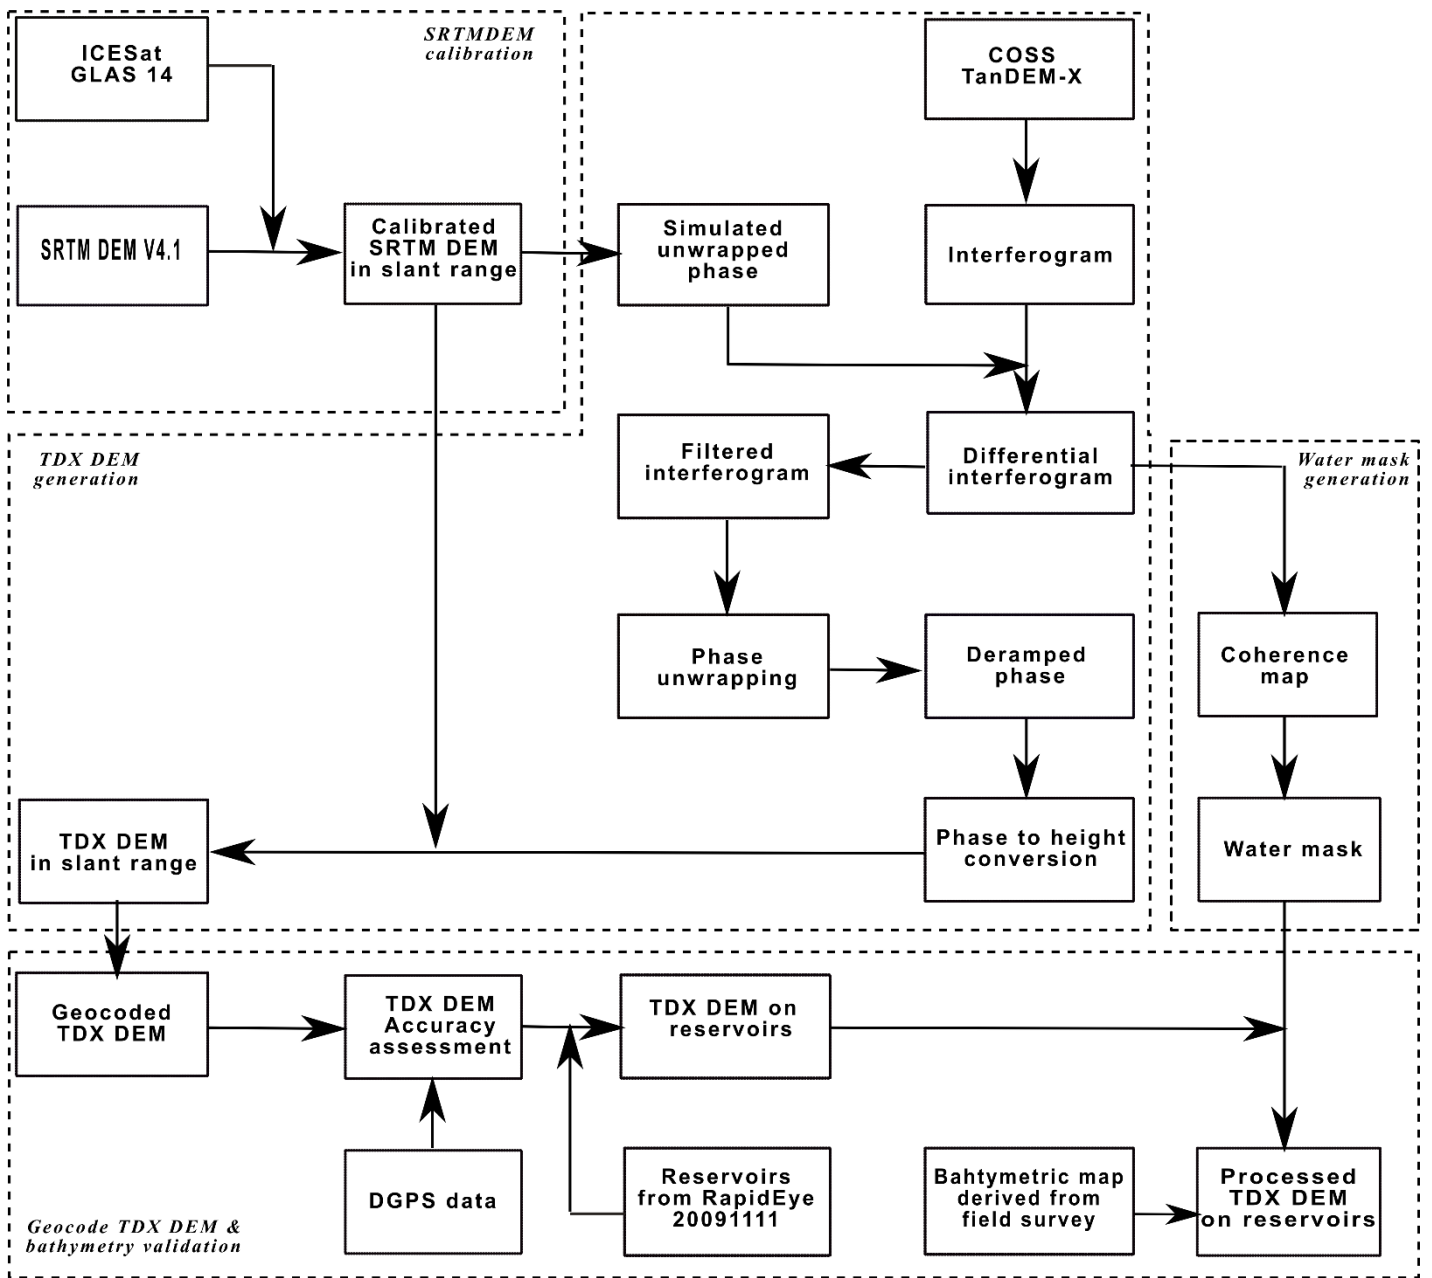 ICESat
GLAS 14
SRTMDEM
calibration
COSS
TanDEM-X
SRTM DEM V4.1
Calibrated
SRTM DEM
in slant range
Simulated
unwrapped
phase
Interferogram
TDX DEM
generation
Filtered
interferogram
Differential
interferogram
Water mask
generation
Phase
unwrapping
Deramped
phase
Coherence
map
TDX DEM
in slant range
Phase to height
conversion
Water mask
Geocoded
TDX DEM
TDX DEM
Accuracy
assessment
TDX DEM on
reservoirs
DGPS data
Reservoirs
from RapidEye
20091111
Bahtymetric map
derived from
field survey
Processed
TDX DEM
on reservoirs
Geocode TDX DEM &
bathymetry validation